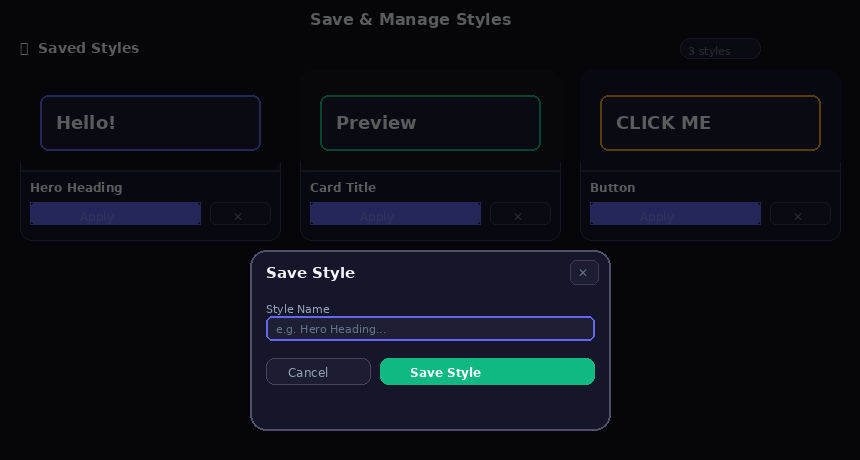 Save & Manage Styles
Saved Styles
3 styles
Hello!
Preview
CLICK ME
Hero Heading
Card Title
Button
Apply ×
Apply ×
Apply ×
Save Style ×
Style Name
e.g. Hero Heading...
Cancel
Save Style